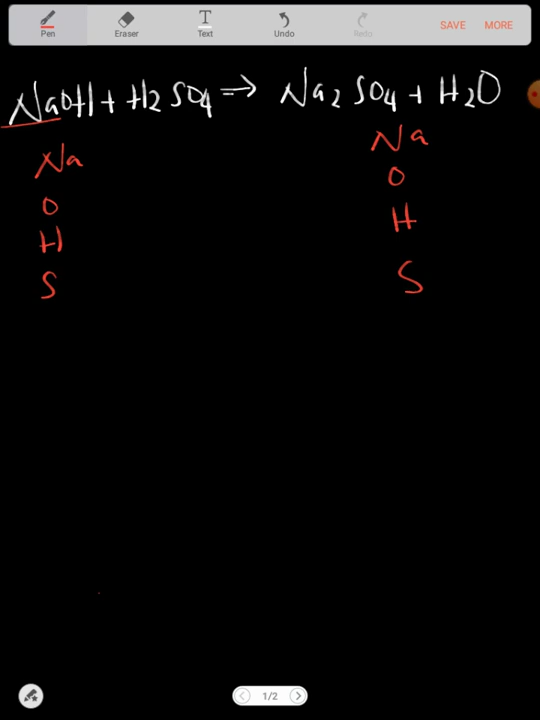 Pen Eraser Text Undo Redo SAVE MORE
NaOH + H2SO4 => Na2SO4 + H2O
Na Na
O O
H H
S S
1/2